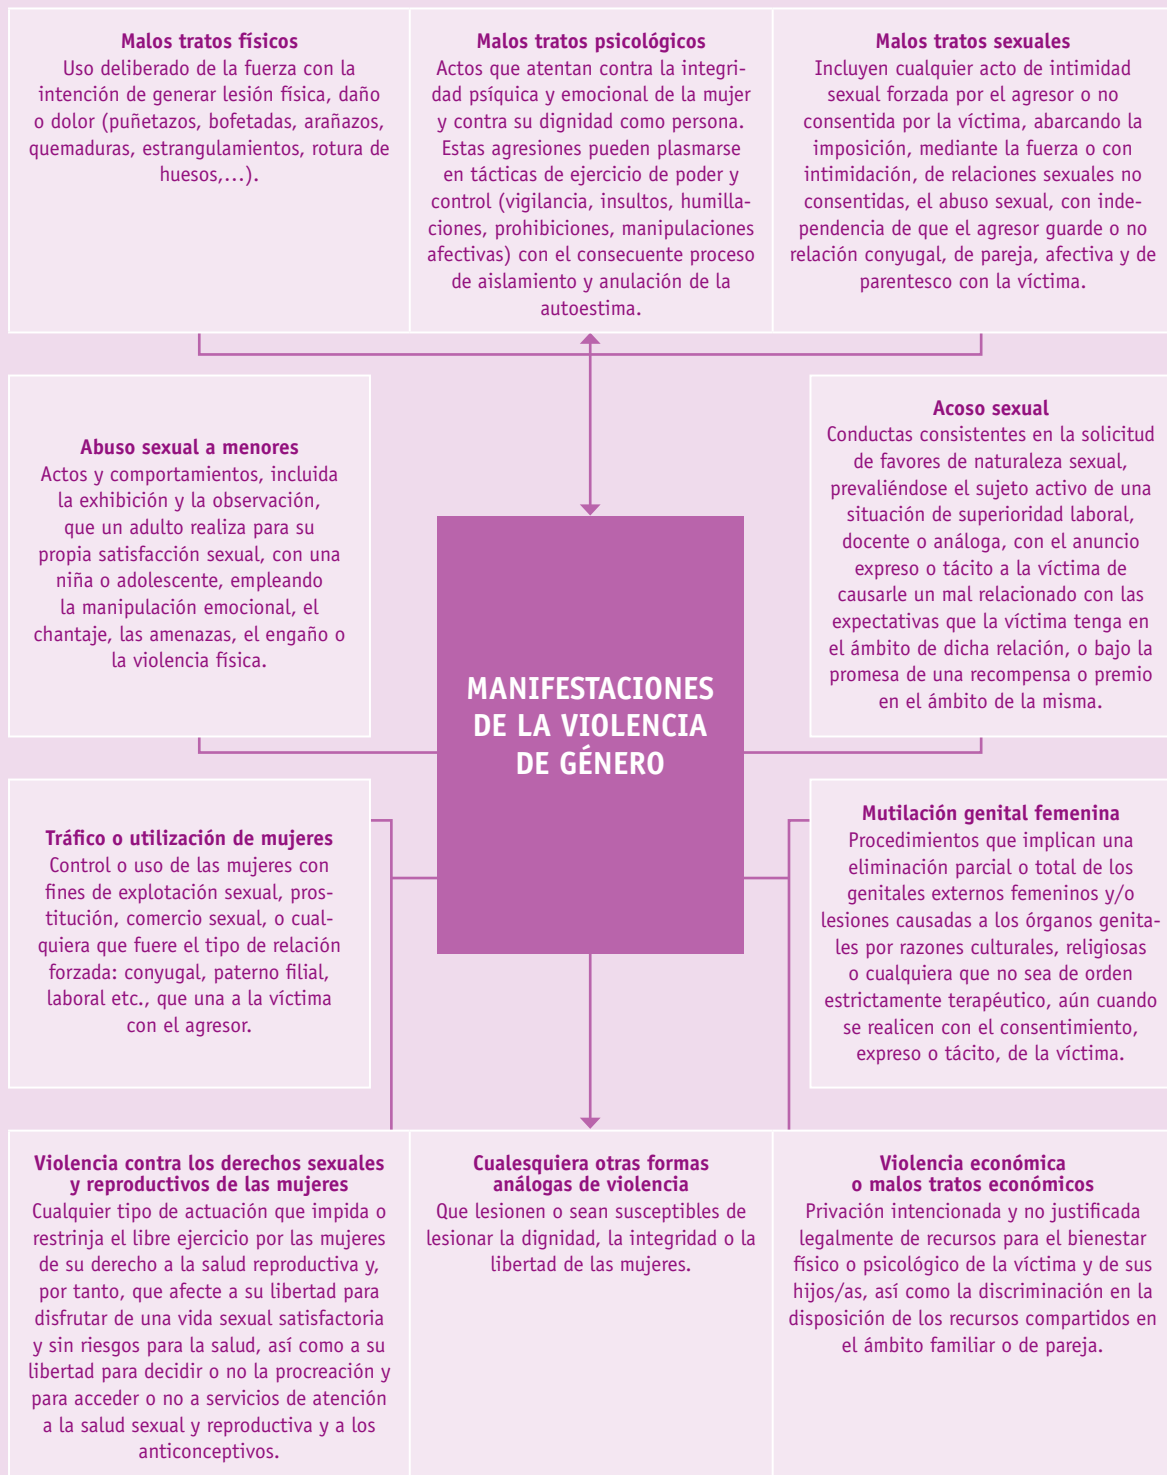 Malos tratos físicos
Uso deliberado de la fuerza con la
intención de generar lesión física, daño
o dolor (puñetazos, bofetadas, arañazos,
quemaduras, estrangulamientos, rotura de
huesos,…).
Malos tratos psicológicos
Actos que atentan contra la integri-
dad psíquica y emocional de la mujer
y contra su dignidad como persona.
Estas agresiones pueden plasmarse
en tácticas de ejercicio de poder y
control (vigilancia, insultos, humilla-
ciones, prohibiciones, manipulaciones
afectivas) con el consecuente proceso
de aislamiento y anulación de la
autoestima.
Malos tratos sexuales
Incluyen cualquier acto de intimidad
sexual forzada por el agresor o no
consentida por la víctima, abarcando la
imposición, mediante la fuerza o con
intimidación, de relaciones sexuales no
consentidas, el abuso sexual, con inde-
pendencia de que el agresor guarde o no
relación conyugal, de pareja, afectiva y de
parentesco con la víctima.
Abuso sexual a menores
Actos y comportamientos, incluida
la exhibición y la observación,
que un adulto realiza para su
propia satisfacción sexual, con una
niña o adolescente, empleando
la manipulación emocional, el
chantaje, las amenazas, el engaño o
la violencia física.
Acoso sexual
Conductas consistentes en la solicitud
de favores de naturaleza sexual,
prevaliéndose el sujeto activo de una
situación de superioridad laboral,
docente o análoga, con el anuncio
expreso o tácito a la víctima de
causarle un mal relacionado con las
expectativas que la víctima tenga en
el ámbito de dicha relación, o bajo la
promesa de una recompensa o premio
en el ámbito de la misma.
MANIFESTACIONES
DE LA VIOLENCIA
DE GÉNERO
Tráfico o utilización de mujeres
Control o uso de las mujeres con
fines de explotación sexual, pros-
titución, comercio sexual, o cual-
quiera que fuere el tipo de relación
forzada: conyugal, paterno filial,
laboral etc., que una a la víctima
con el agresor.
Mutilación genital femenina
Procedimientos que implican una
eliminación parcial o total de los
genitales externos femeninos y/o
lesiones causadas a los órganos genita-
les por razones culturales, religiosas
o cualquiera que no sea de orden
estrictamente terapéutico, aún cuando
se realicen con el consentimiento,
expreso o tácito, de la víctima.
Violencia contra los derechos sexuales
y reproductivos de las mujeres
Cualquier tipo de actuación que impida o
restrinja el libre ejercicio por las mujeres
de su derecho a la salud reproductiva y,
por tanto, que afecte a su libertad para
disfrutar de una vida sexual satisfactoria
y sin riesgos para la salud, así como a su
libertad para decidir o no la procreación y
para acceder o no a servicios de atención
a la salud sexual y reproductiva y a los
anticonceptivos.
Cualesquiera otras formas
análogas de violencia
Que lesionen o sean susceptibles de
lesionar la dignidad, la integridad o la
libertad de las mujeres.
Violencia económica
o malos tratos económicos
Privación intencionada y no justificada
legalmente de recursos para el bienestar
físico o psicológico de la víctima y de sus
hijos/as, así como la discriminación en la
disposición de los recursos compartidos en
el ámbito familiar o de pareja.